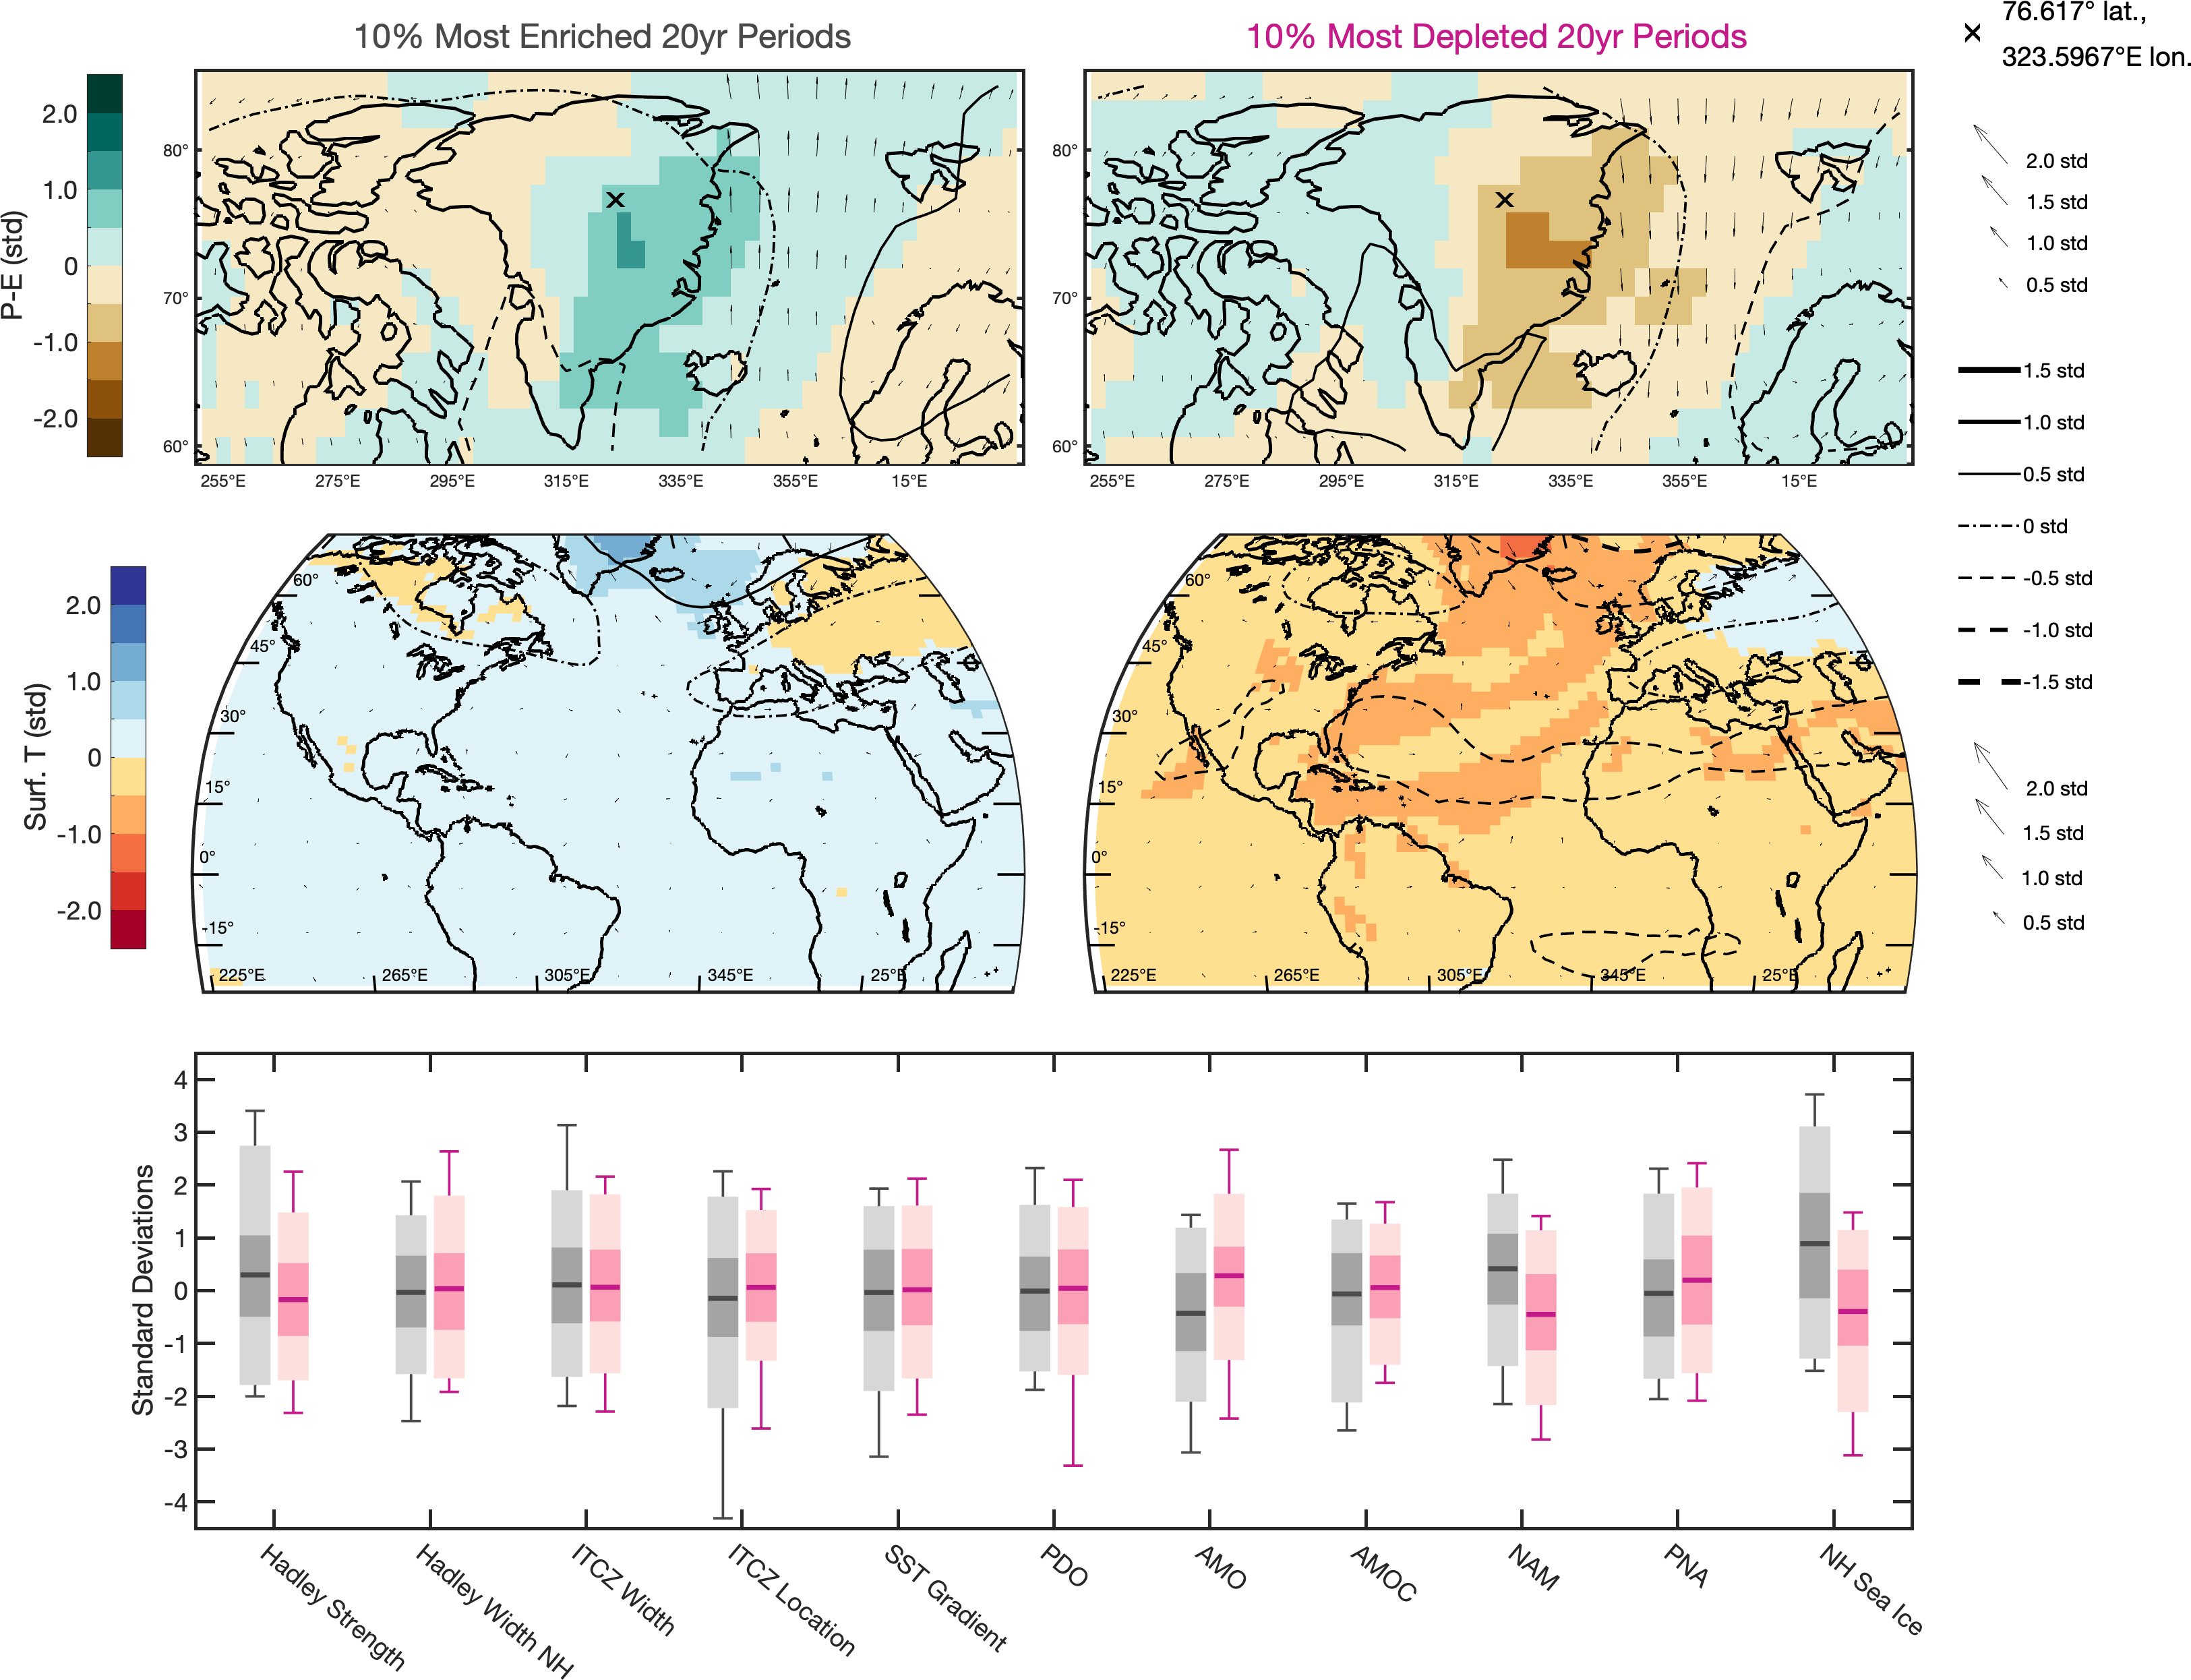 10% Most Enriched 20yr Periods
10% Most Depleted 20yr Periods
76.617° lat.,
323.5967°E lon.
P-E (std)
2.0
1.0
0
-1.0
-2.0
80°
70°
60°
255°E 275°E 295°E 315°E 335°E 355°E 15°E
80°
70°
60°
255°E 275°E 295°E 315°E 335°E 355°E 15°E
2.0 std
1.5 std
1.0 std
0.5 std
1.5 std
1.0 std
0.5 std
0 std
-0.5 std
-1.0 std
-1.5 std
2.0 std
1.5 std
1.0 std
0.5 std
Surf. T (std)
2.0
1.0
0
-1.0
-2.0
60°
45°
30°
15°
0°
-15°
225°E 265°E 305°E 345°E 25°E
60°
45°
30°
15°
0°
-15°
225°E 265°E 305°E 345°E 25°E
Standard Deviations
4
3
2
1
0
-1
-2
-3
-4
Hadley Strength
Hadley Width NH
ITCZ Width
ITCZ Location
SST Gradient
PDO
AMO
AMOC
NAM
PNA
NH Sea Ice